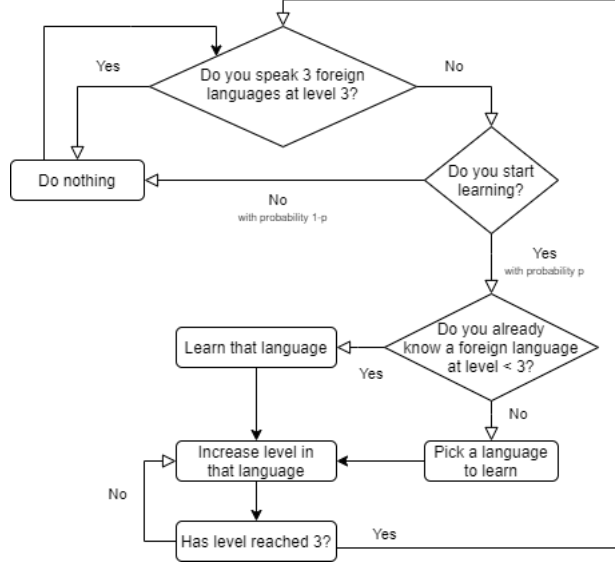 Do you speak 3 foreign
languages at level 3?
Yes
No
Do nothing
Do you start
learning?
No
with probability 1-p
Yes
with probability p
Do you already
know a foreign language
at level < 3?
Learn that language
Yes
No
Increase level in
that language
Pick a language
to learn
No
Has level reached 3?
Yes